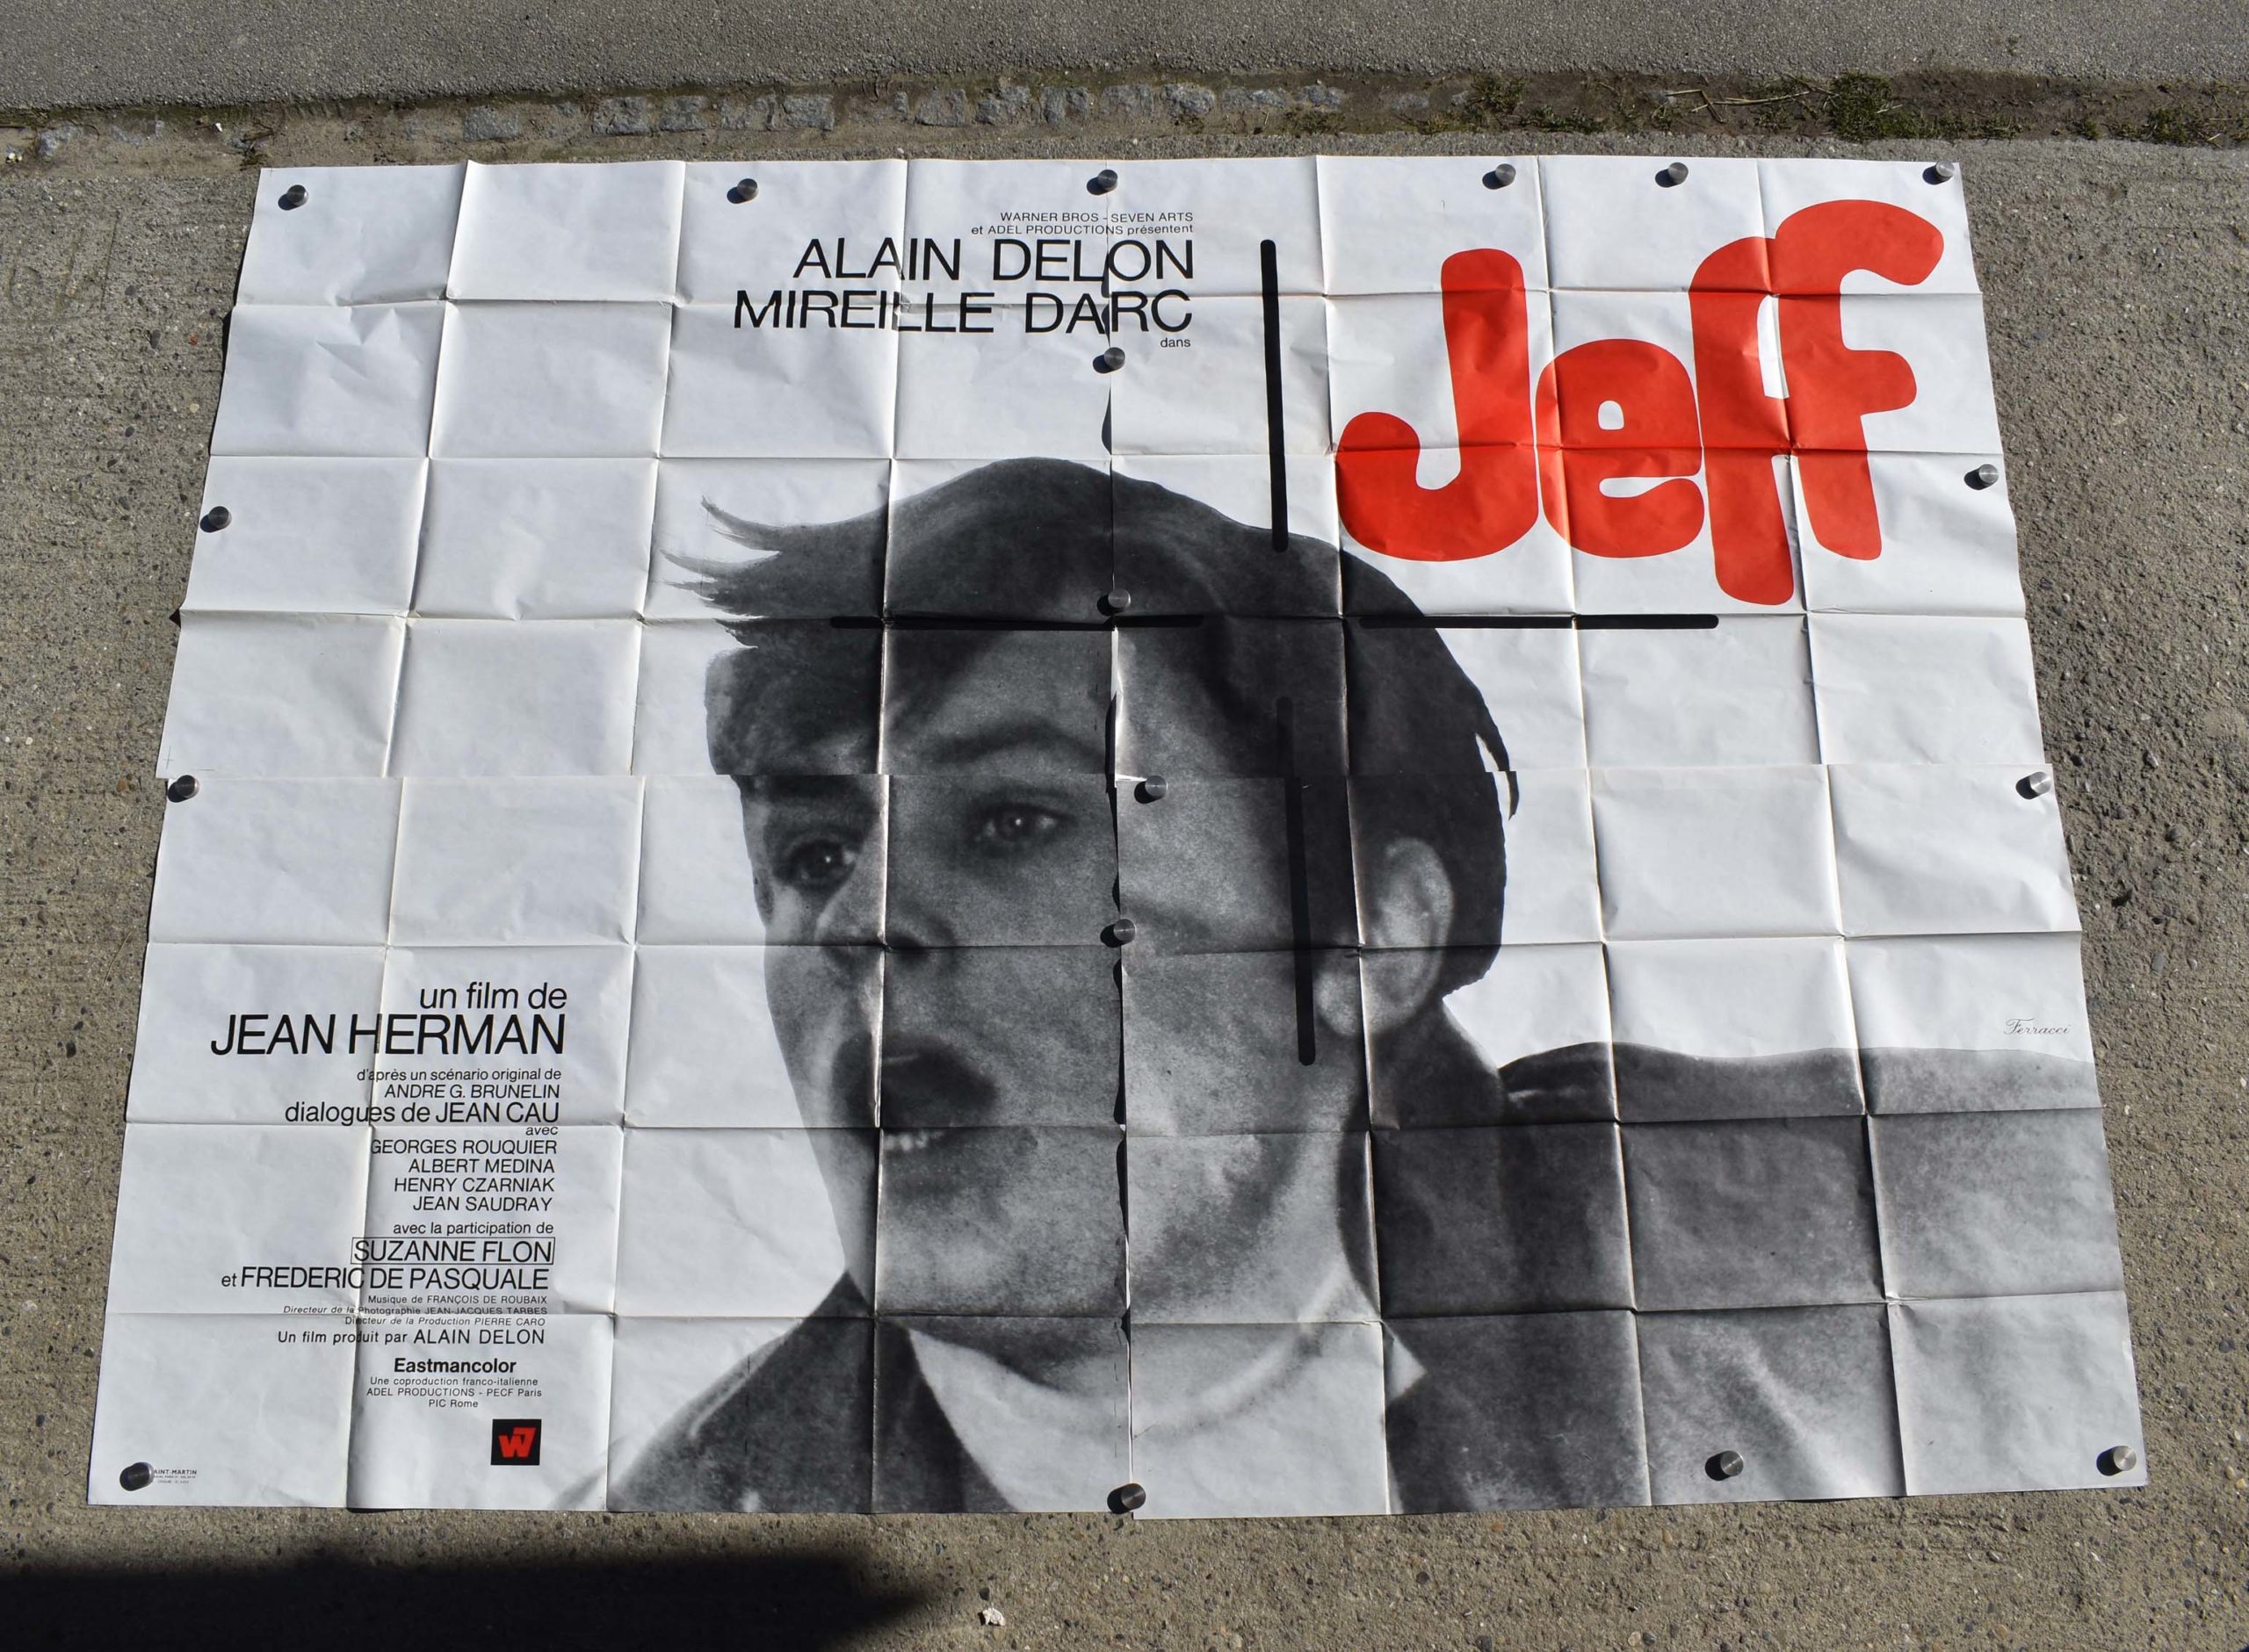 WARNER BROS - SEVEN ARTS
et ADEL PRODUCTIONS présentent
ALAIN DELON
MIREILLE DARC
dans
Jeff
Ferracci
un film de
JEAN HERMAN
d'après un scénario original de
ANDRE G. BRUNELIN
dialogues de JEAN CAU
avec
GEORGES ROUQUIER
ALBERT MEDINA
HENRY CZARNIAK
JEAN SAUDRAY
avec la participation de
SUZANNE FLON
et FREDERIC DE PASQUALE
Musique de FRANÇOIS DE ROUBAIX
Directeur de la Photographie JEAN-JACQUES TARBES
Directeur de la Production PIERRE CARO
Un film produit par ALAIN DELON
Eastmancolor
Une coproduction franco-italienne
ADEL PRODUCTIONS - PECF Paris
PIC Rome
W7
AINT-MARTIN